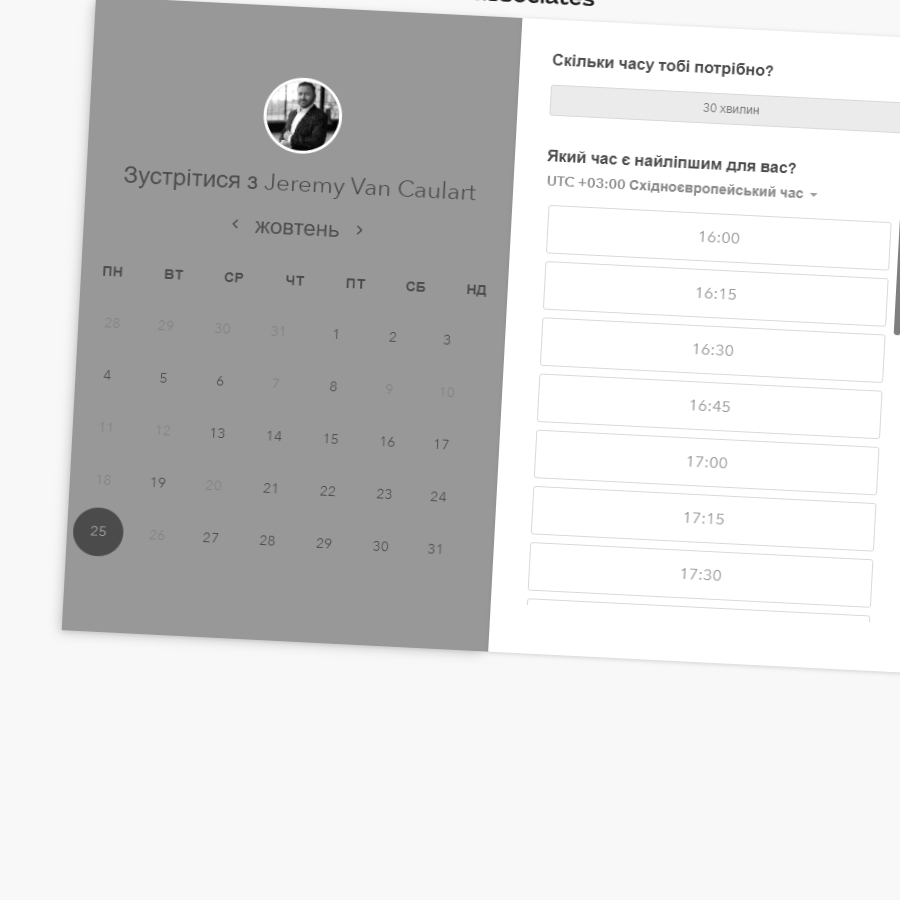 Зустрітися з Jeremy Van Caulart
жовтень
ПН ВТ СР ЧТ ПТ СБ НД
28 29 30 31 1 2 3
4 5 6 7 8 9 10
11 12 13 14 15 16 17
18 19 20 21 22 23 24
25 26 27 28 29 30 31
Скільки часу тобі потрібно?
30 хвилин
Який час є найліпшим для вас?
UTC +03:00 Східноєвропейський час
16:00
16:15
16:30
16:45
17:00
17:15
17:30